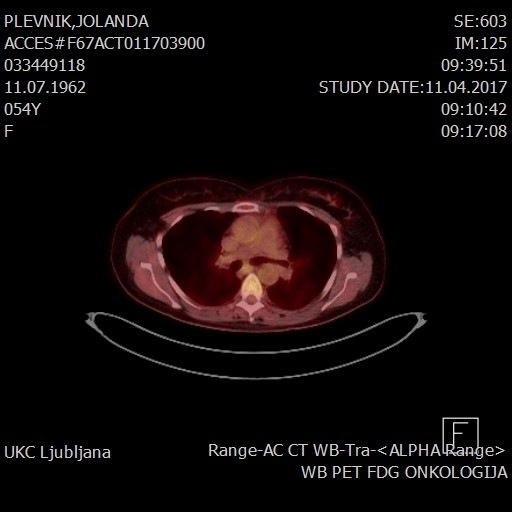 PLEVNIK,JOLANDA
ACCES#F67ACT011703900
033449118
11.07.1962
054Y
F
SE:603
IM:125
09:39:51
STUDY DATE:11.04.2017
09:10:42
09:17:08
F
UKC Ljubljana
Range-AC CT WB-Tra-<ALPHA Range>
WB PET FDG ONKOLOGIJA